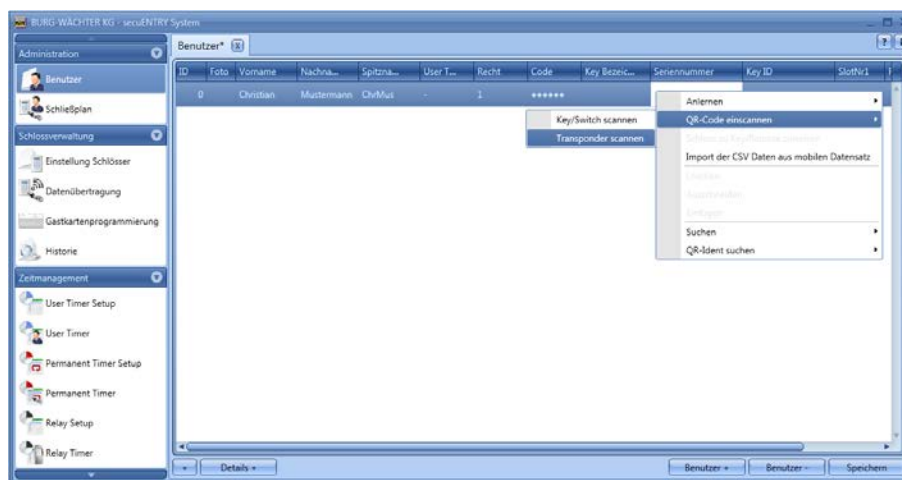 BURG-WÄCHTER KG - secuENTRY System
Administration
Benutzer
Schließplan
Schlossverwaltung
Einstellung Schlösser
Datenübertragung
Gastkartenprogrammierung
Historie
Zeitmanagement
User Timer Setup
User Timer
Permanent Timer Setup
Permanent Timer
Relay Setup
Relay Timer
Benutzer*
ID Foto Vorname Nachna... Spitzna... User T... Recht Code Key Bezeic... Seriennummer Key ID SlotNr1
0 Christian Mustermann ChrMus - 1 ******
Key/Switch scannen
Transponder scannen
Anlernen
QR-Code einscannen
Import der CSV Daten aus mobilen Datensatz
Suchen
QR-Ident suchen
+ Details + Benutzer + Benutzer - Speichern